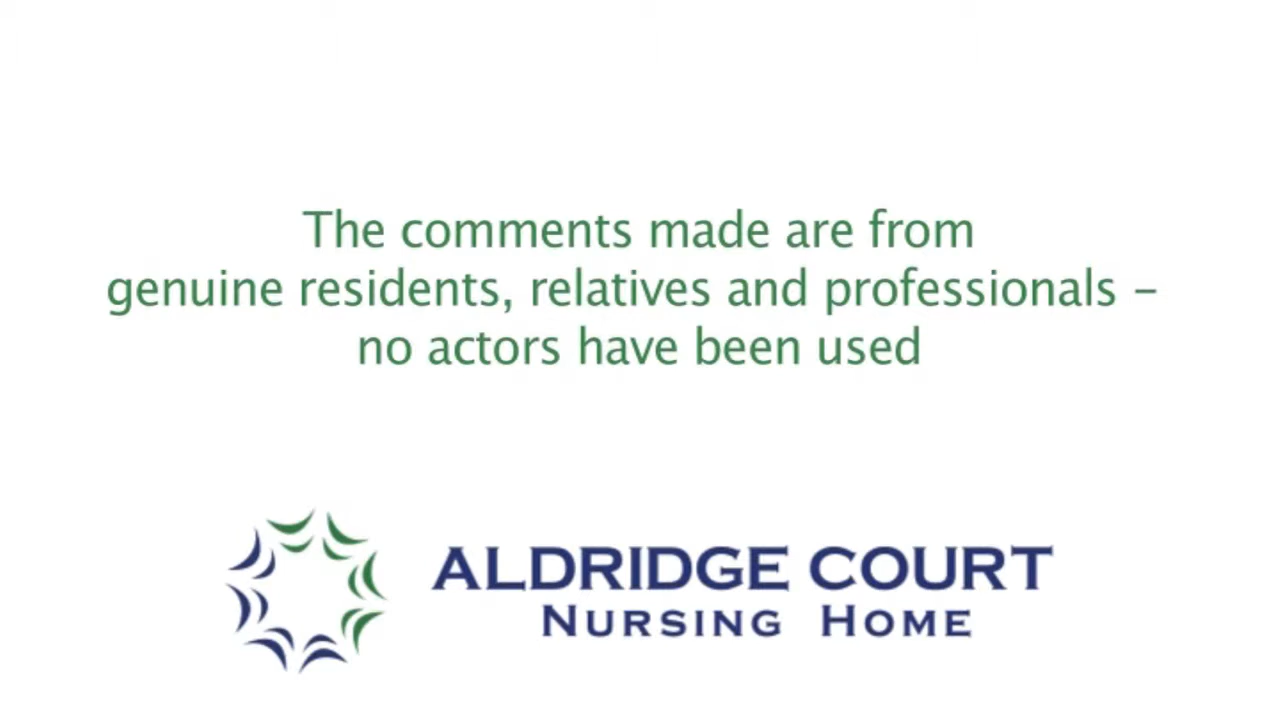 The comments made are from
genuine residents, relatives and professionals –
no actors have been used
ALDRIDGE COURT
NURSING HOME